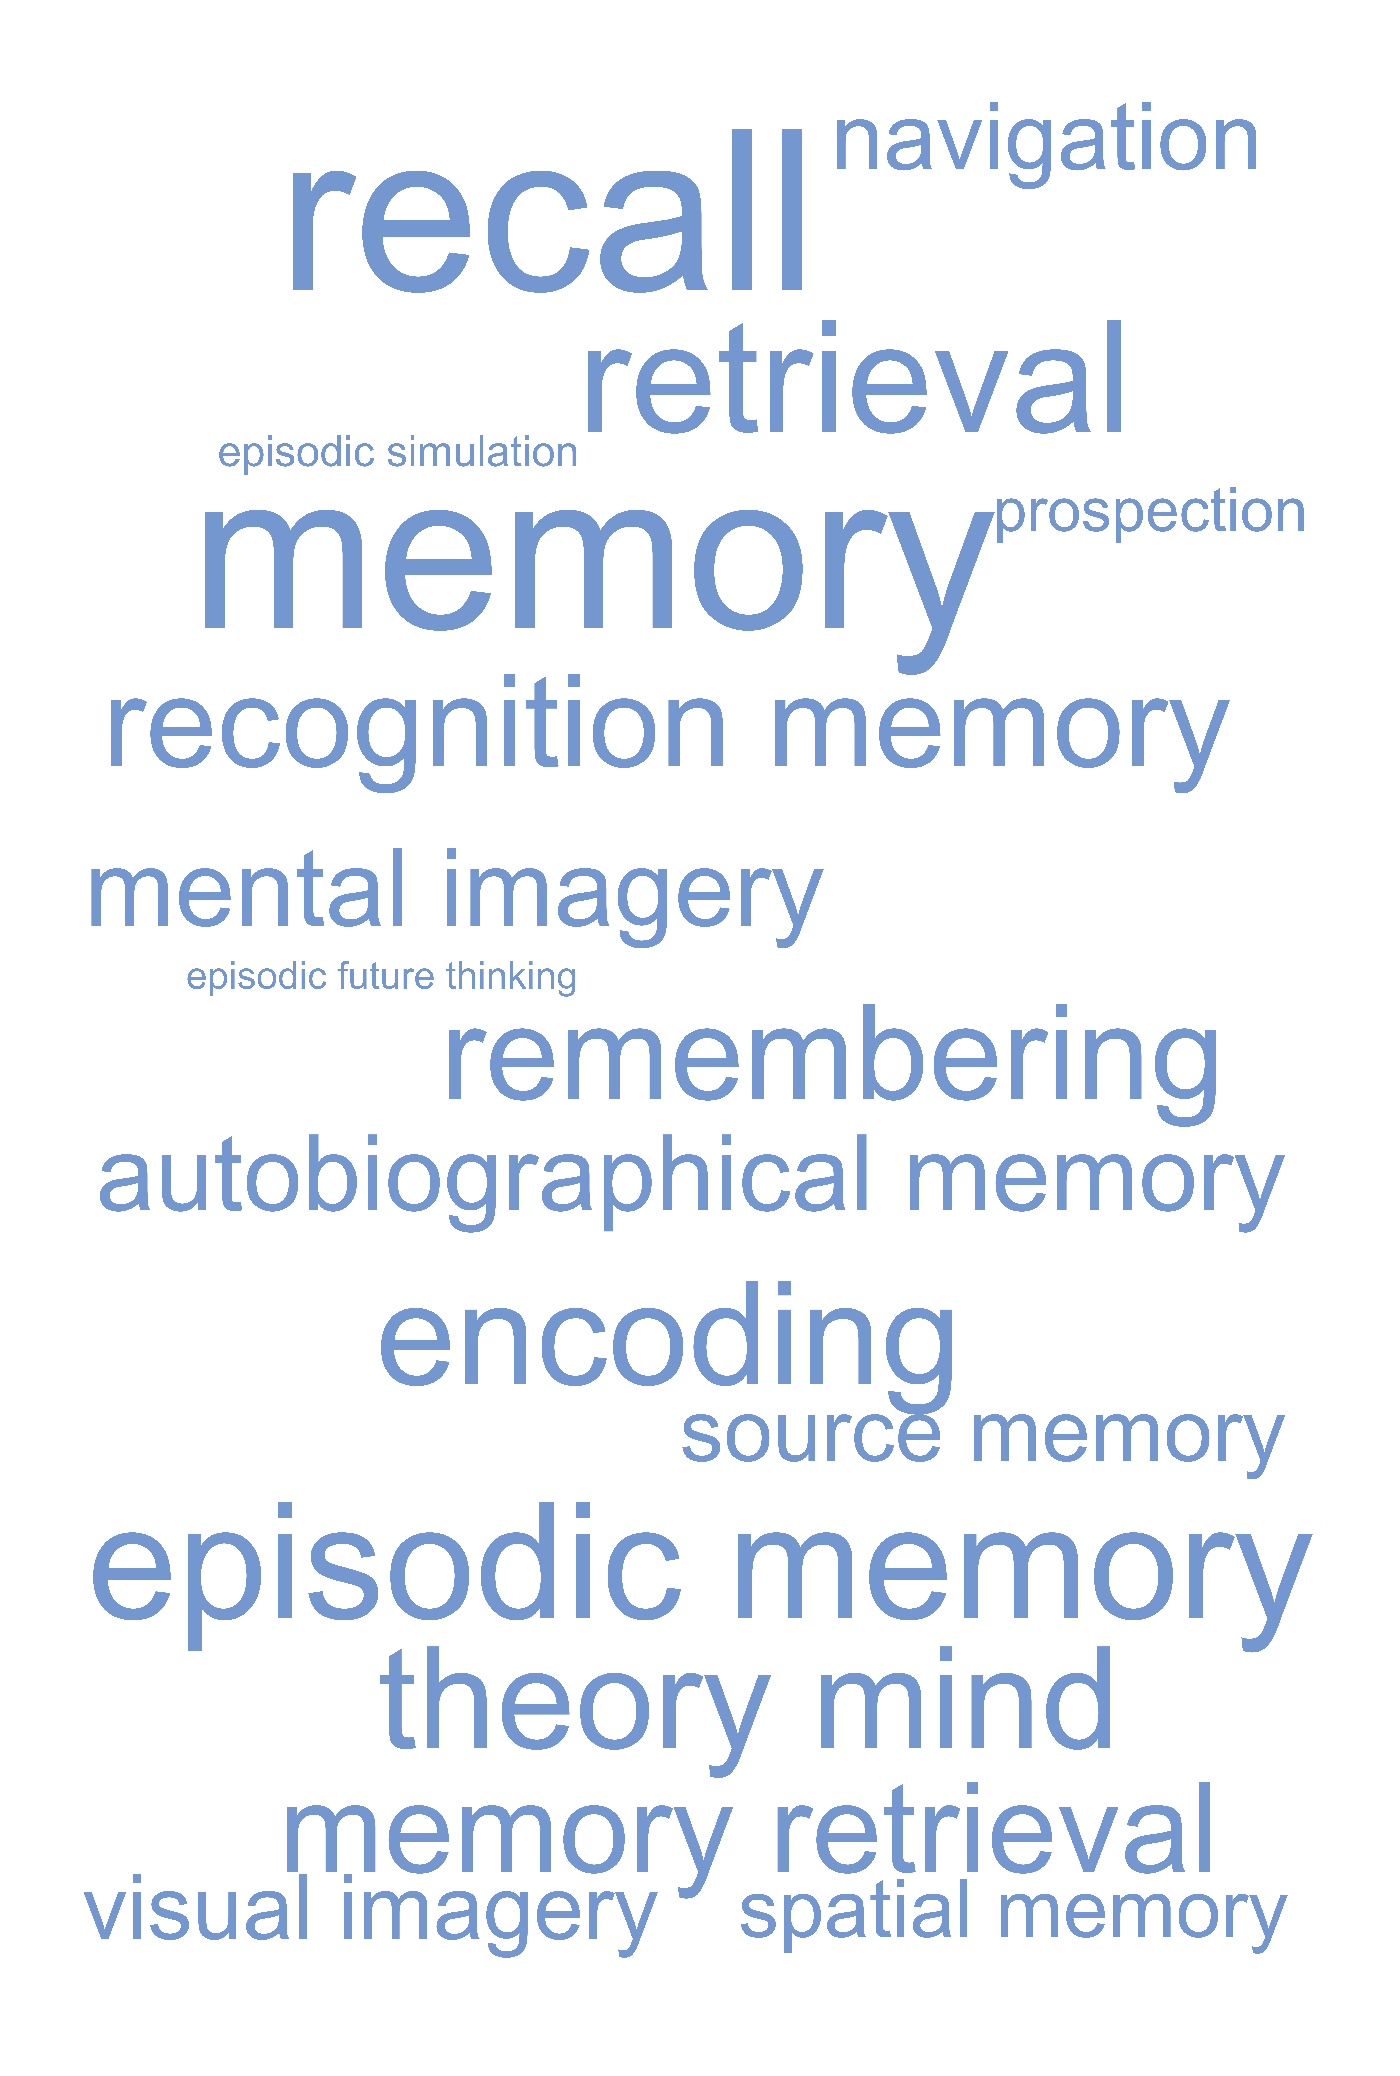 navigation
recall
retrieval
episodic simulation
prospection
memory
recognition memory
mental imagery
episodic future thinking
remembering
autobiographical memory
encoding
source memory
episodic memory
theory mind
memory retrieval
visual imagery
spatial memory